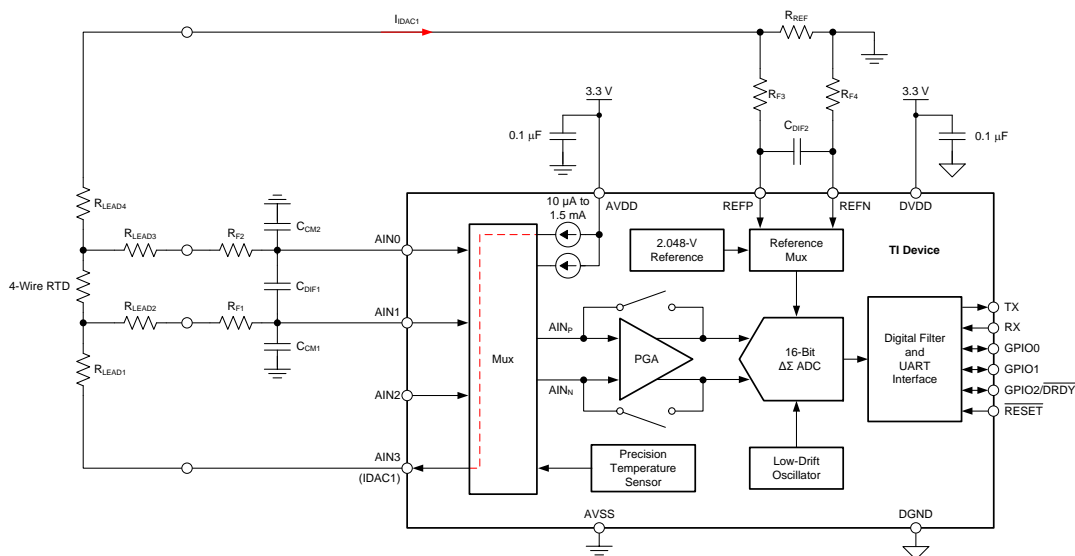 IIDAC1
RREF
RF3
RF4
3.3 V
3.3 V
0.1 µF
CDIF2
0.1 µF
RLEAD4
CCM2
10 µA to
1.5 mA
AVDD
REFP
REFN
DVDD
RLEAD3
RF2
AIN0
2.048-V
Reference
Reference
Mux
TI Device
4-Wire RTD
CDIF1
RLEAD2
RF1
AIN1
TX
RX
GPIO0
GPIO1
GPIO2/DRDY
RESET
CCM1
RLEAD1
Mux
AINP
AINN
PGA
16-Bit
ΔΣ ADC
Digital Filter
and
UART
Interface
AIN2
AIN3
(IDAC1)
Precision
Temperature
Sensor
Low-Drift
Oscillator
AVSS
DGND